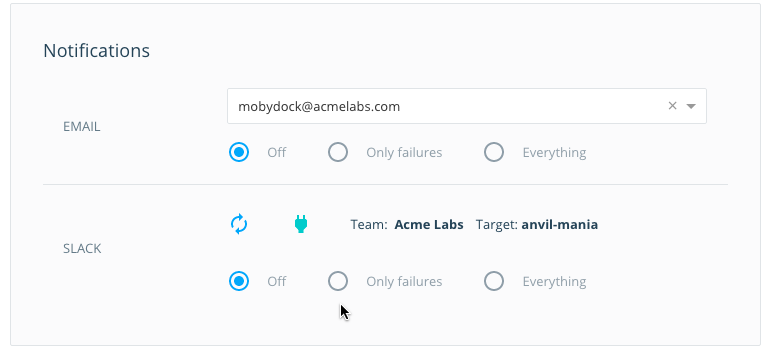 Notifications
mobydock@acmelabs.com
EMAIL
Off Only failures Everything
Team: Acme Labs Target: anvil-mania
SLACK
Off Only failures Everything